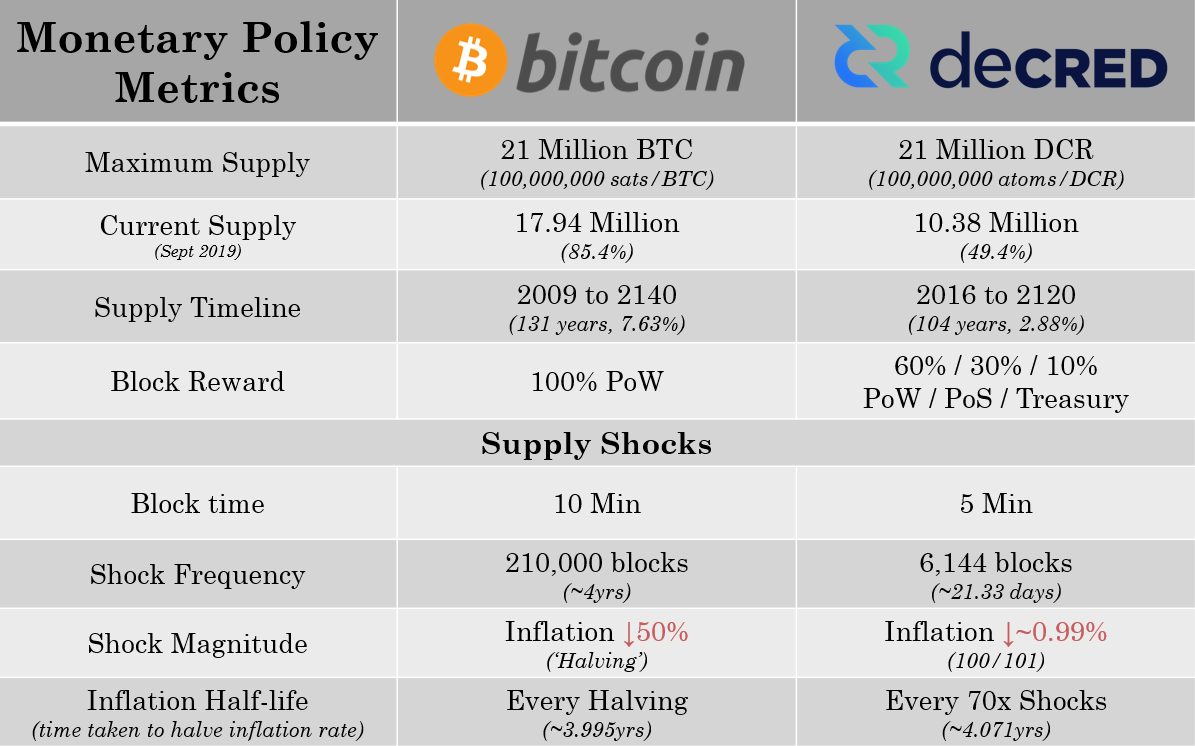 Monetary Policy
Metrics
bitcoin
deCRED
Maximum Supply
21 Million BTC
(100,000,000 sats/BTC)
21 Million DCR
(100,000,000 atoms/DCR)
Current Supply
(Sept 2019)
17.94 Million
(85.4%)
10.38 Million
(49.4%)
Supply Timeline
2009 to 2140
(131 years, 7.63%)
2016 to 2120
(104 years, 2.88%)
Block Reward
100% PoW
60% / 30% / 10%
PoW / PoS / Treasury
Supply Shocks
Block time
10 Min
5 Min
Shock Frequency
210,000 blocks
(~4yrs)
6,144 blocks
(~21.33 days)
Shock Magnitude
Inflation ↓50%
(‘Halving’)
Inflation ↓~0.99%
(100/101)
Inflation Half-life
(time taken to halve inflation rate)
Every Halving
(~3.995yrs)
Every 70x Shocks
(~4.071yrs)